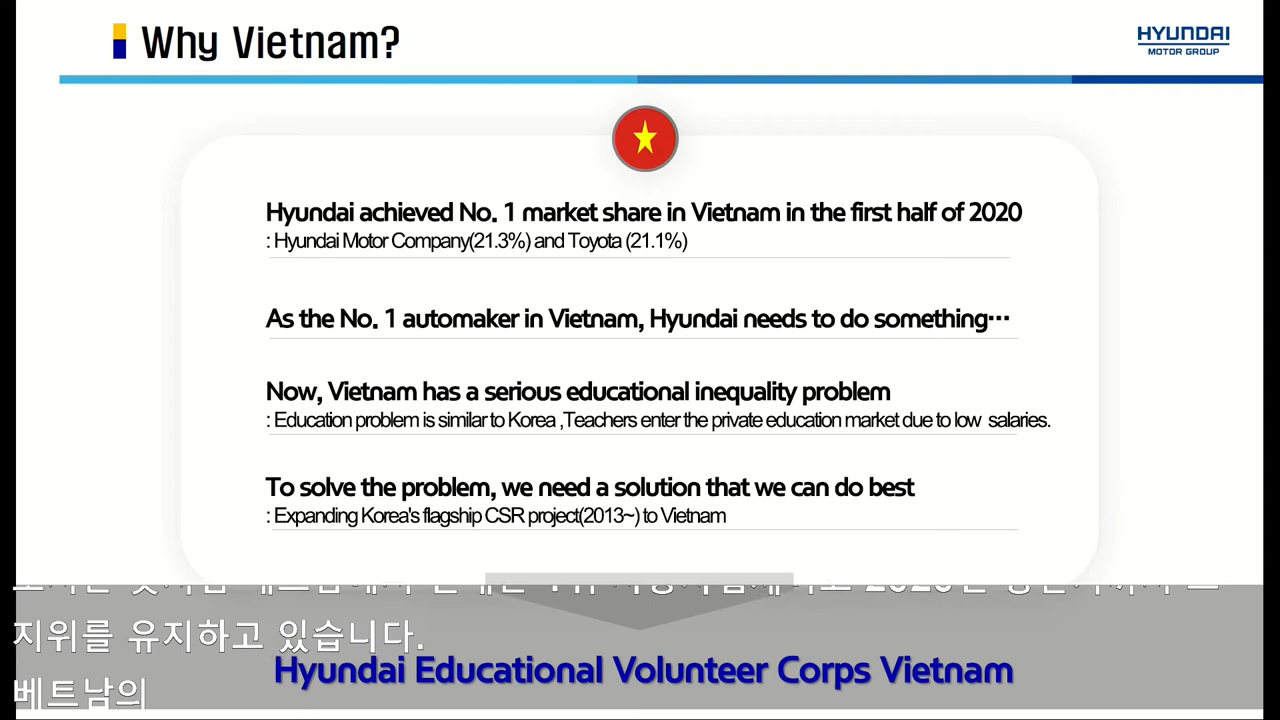 Why Vietnam?
HYUNDAI
MOTOR GROUP
Hyundai achieved No. 1 market share in Vietnam in the first half of 2020
: Hyundai Motor Company(21.3%) and Toyota (21.1%)
As the No. 1 automaker in Vietnam, Hyundai needs to do something···
Now, Vietnam has a serious educational inequality problem
: Education problem is similar to Korea ,Teachers enter the private education market due to low salaries.
To solve the problem, we need a solution that we can do best
: Expanding Korea's flagship CSR project(2013~) to Vietnam
지위를 유지하고 있습니다.
Hyundai Educational Volunteer Corps Vietnam
베트남의